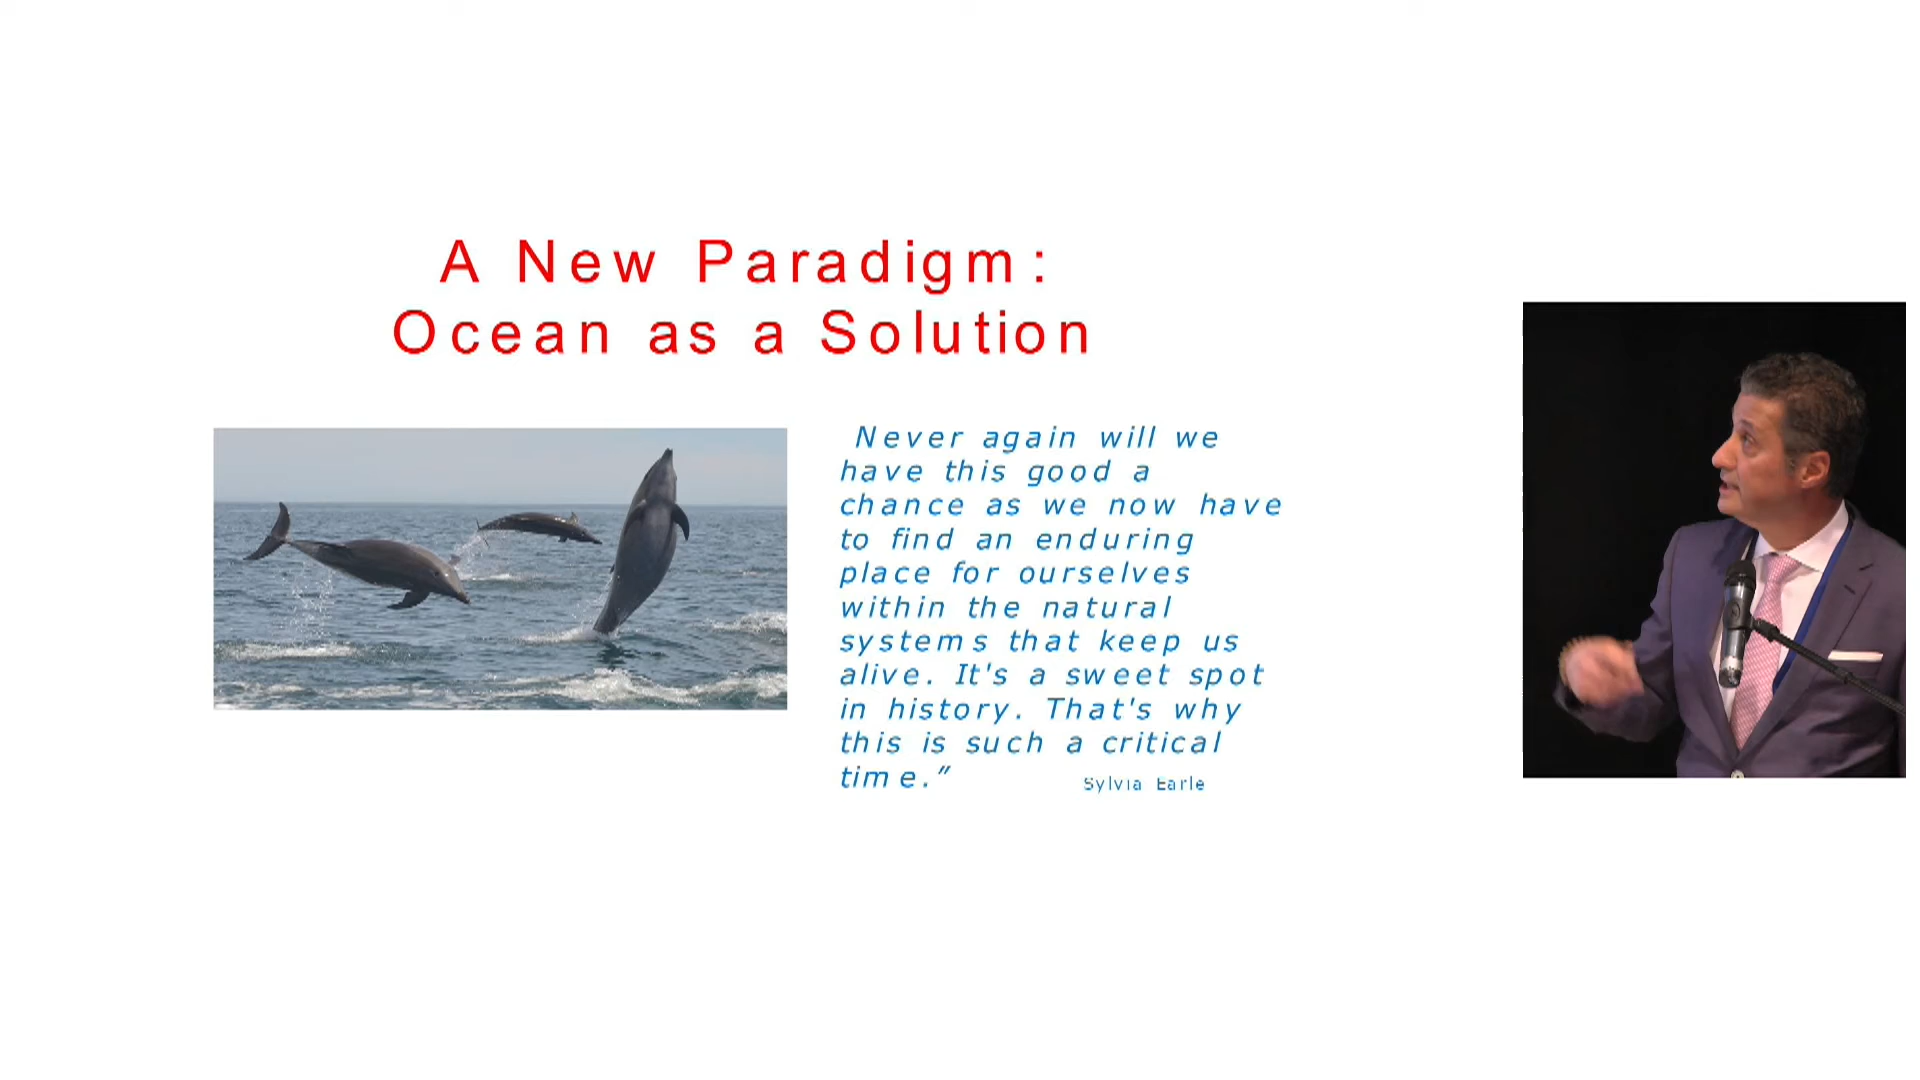 A New Paradigm:
Ocean as a Solution
Never again will we
have this good a
chance as we now have
to find an enduring
place for ourselves
within the natural
systems that keep us
alive. It's a sweet spot
in history. That's why
this is such a critical
time.”
Sylvia Earle